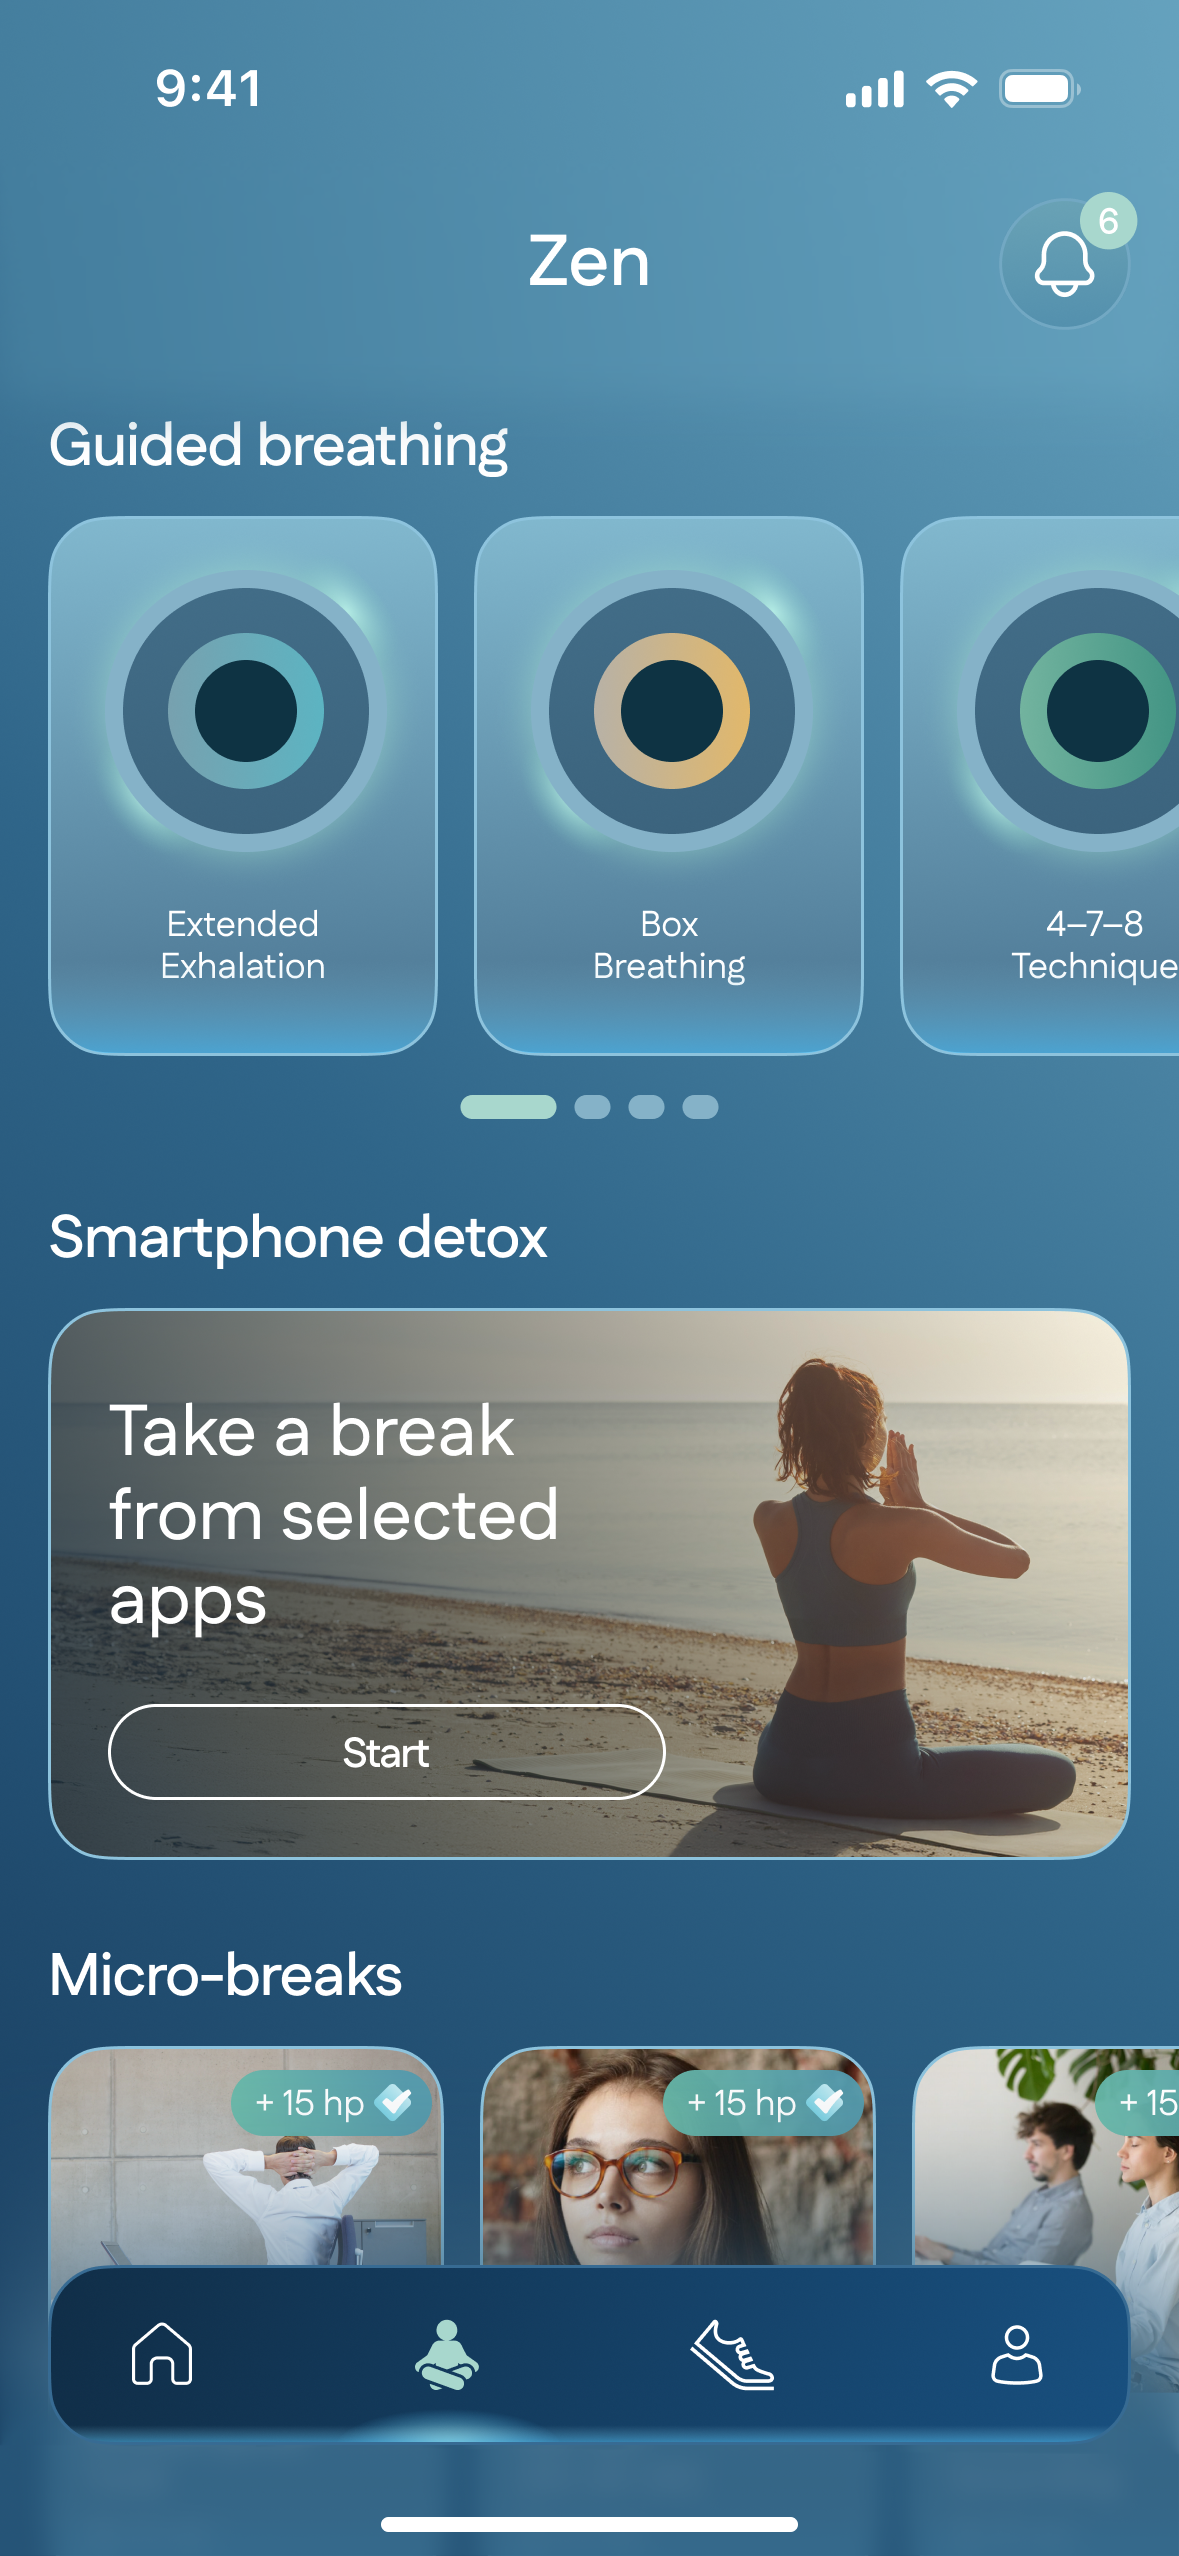 9:41
Zen
6
Guided breathing
Extended
Exhalation
Box
Breathing
4–7–8
Technique
Smartphone detox
Take a break
from selected
apps
Start
Micro-breaks
+ 15 hp
+ 15 hp
+ 15